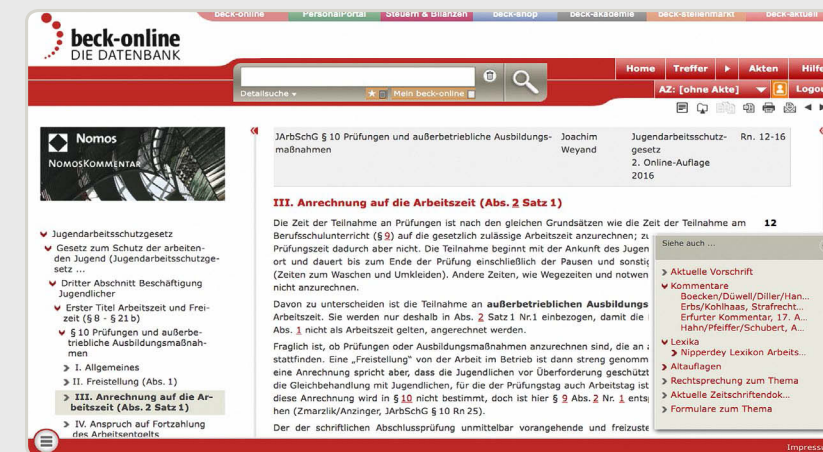 beck-online
PersonalPortal
Steuern & Bilanzen
beck-shop
beck-akademie
beck-stellenmarkt
beck-aktuell
beck-online
DIE DATENBANK
Detailsuche
Mein beck-online
Home
Treffer
Akten
Hilfe
AZ: [ohne Akte]
Logou
Nomos
NOMOSKOMMENTAR
Jugendarbeitsschutzgesetz
Gesetz zum Schutz der arbeiten-
den Jugend (Jugendarbeitsschutzge-
setz ...
Dritter Abschnitt Beschäftigung
Jugendlicher
Erster Titel Arbeitszeit und Frei-
zeit (§ 8 - § 21 b)
§ 10 Prüfungen und außerbe-
triebliche Ausbildungsmaßnah-
men
I. Allgemeines
II. Freistellung (Abs. 1)
III. Anrechnung auf die Ar-
beitszeit (Abs. 2 Satz 1)
IV. Anspruch auf Fortzahlung
des Arbeitsentgelts
JArbSchG § 10 Prüfungen und außerbetriebliche Ausbildungs-
maßnahmen
Joachim
Weyand
Jugendarbeitsschutz-
gesetz
2. Online-Auflage
2016
Rn. 12-16
III. Anrechnung auf die Arbeitszeit (Abs. 2 Satz 1)
Die Zeit der Teilnahme an Prüfungen ist nach den gleichen Grundsätzen wie die Zeit der Teilnahme am 12
Berufsschulunterricht (§ 9) auf die gesetzlich zulässige Arbeitszeit anzurechnen; zu
Prüfungszeit dadurch aber nicht. Die Teilnahme beginnt mit der Ankunft des Jugen
ort und dauert bis zum Ende der Prüfung einschließlich der Pausen und sonstig
(Zeiten zum Waschen und Umkleiden). Andere Zeiten, wie Wegezeiten und notwen
nicht anzurechnen.
Davon zu unterscheiden ist die Teilnahme an außerbetrieblichen Ausbildungs
Arbeitszeit. Sie werden nur deshalb in Abs. 2 Satz 1 Nr.1 einbezogen, damit die
Abs. 1 nicht als Arbeitszeit gelten, angerechnet werden.
Fraglich ist, ob Prüfungen oder Ausbildungsmaßnahmen anzurechnen sind, die an
stattfinden. Eine „Freistellung" von der Arbeit im Betrieb ist dann streng genomm
eine Anrechnung spricht aber, dass die Jugendlichen vor Überforderung geschützt
die Gleichbehandlung mit Jugendlichen, für die der Prüfungstag auch Arbeitstag ist
diese Anrechnung wird in § 10 nicht bestimmt, doch ist hier § 9 Abs. 2 Nr. 1 ents
hen (Zmarzlik/Anzinger, JArbSchG § 10 Rn 25).
Der der schriftlichen Abschlussprüfung unmittelbar vorangehende und freizuste
Siehe auch ...
Aktuelle Vorschrift
Kommentare
Boecken/Düwell/Diller/Han...
Erbs/Kohlhaas, Strafrecht...
Erfurter Kommentar, 17. A...
Hahn/Pfeiffer/Schubert, A...
Lexika
Nipperdey Lexikon Arbeits...
Altauflagen
Rechtsprechung zum Thema
Aktuelle Zeitschriftendok...
Formulare zum Thema
Impressu